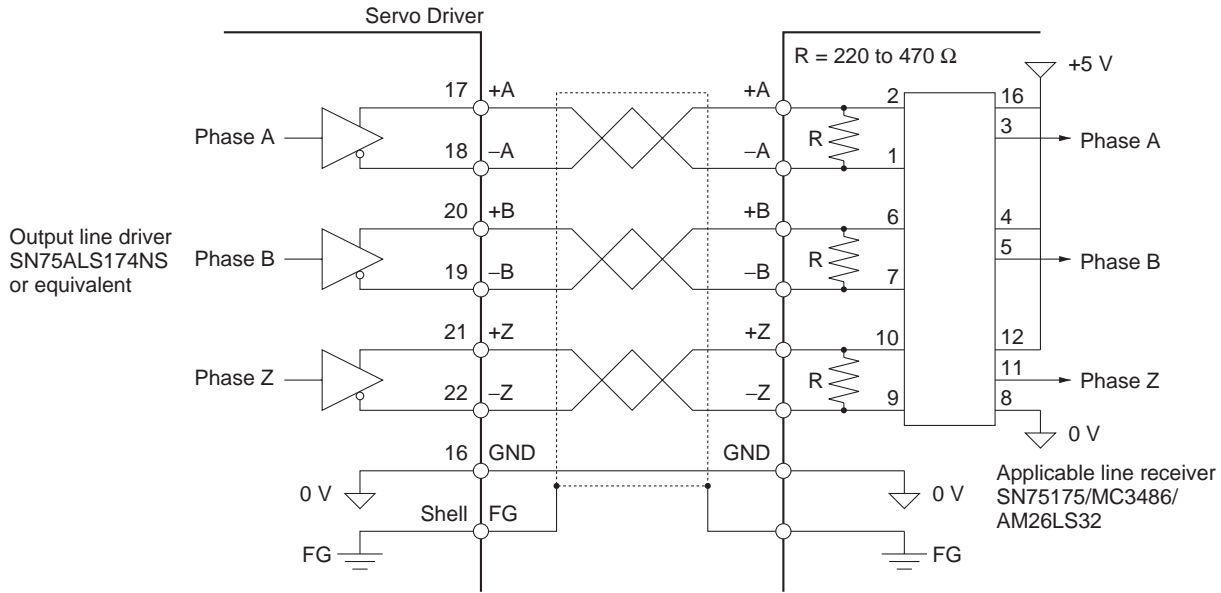 Servo Driver
R = 220 to 470 Ω
+5 V
17 +A +A 2 16
Phase A R 3 Phase A
18 –A –A 1
20 +B +B 6 4
Output line driver
SN75ALS174NS
or equivalent
Phase B R 5 Phase B
19 –B –B 7
21 +Z +Z 10 12
Phase Z R 11 Phase Z
22 –Z –Z 9 8
0 V
16 GND GND
Applicable line receiver
SN75175/MC3486/
AM26LS32
0 V 0 V
Shell FG
FG FG